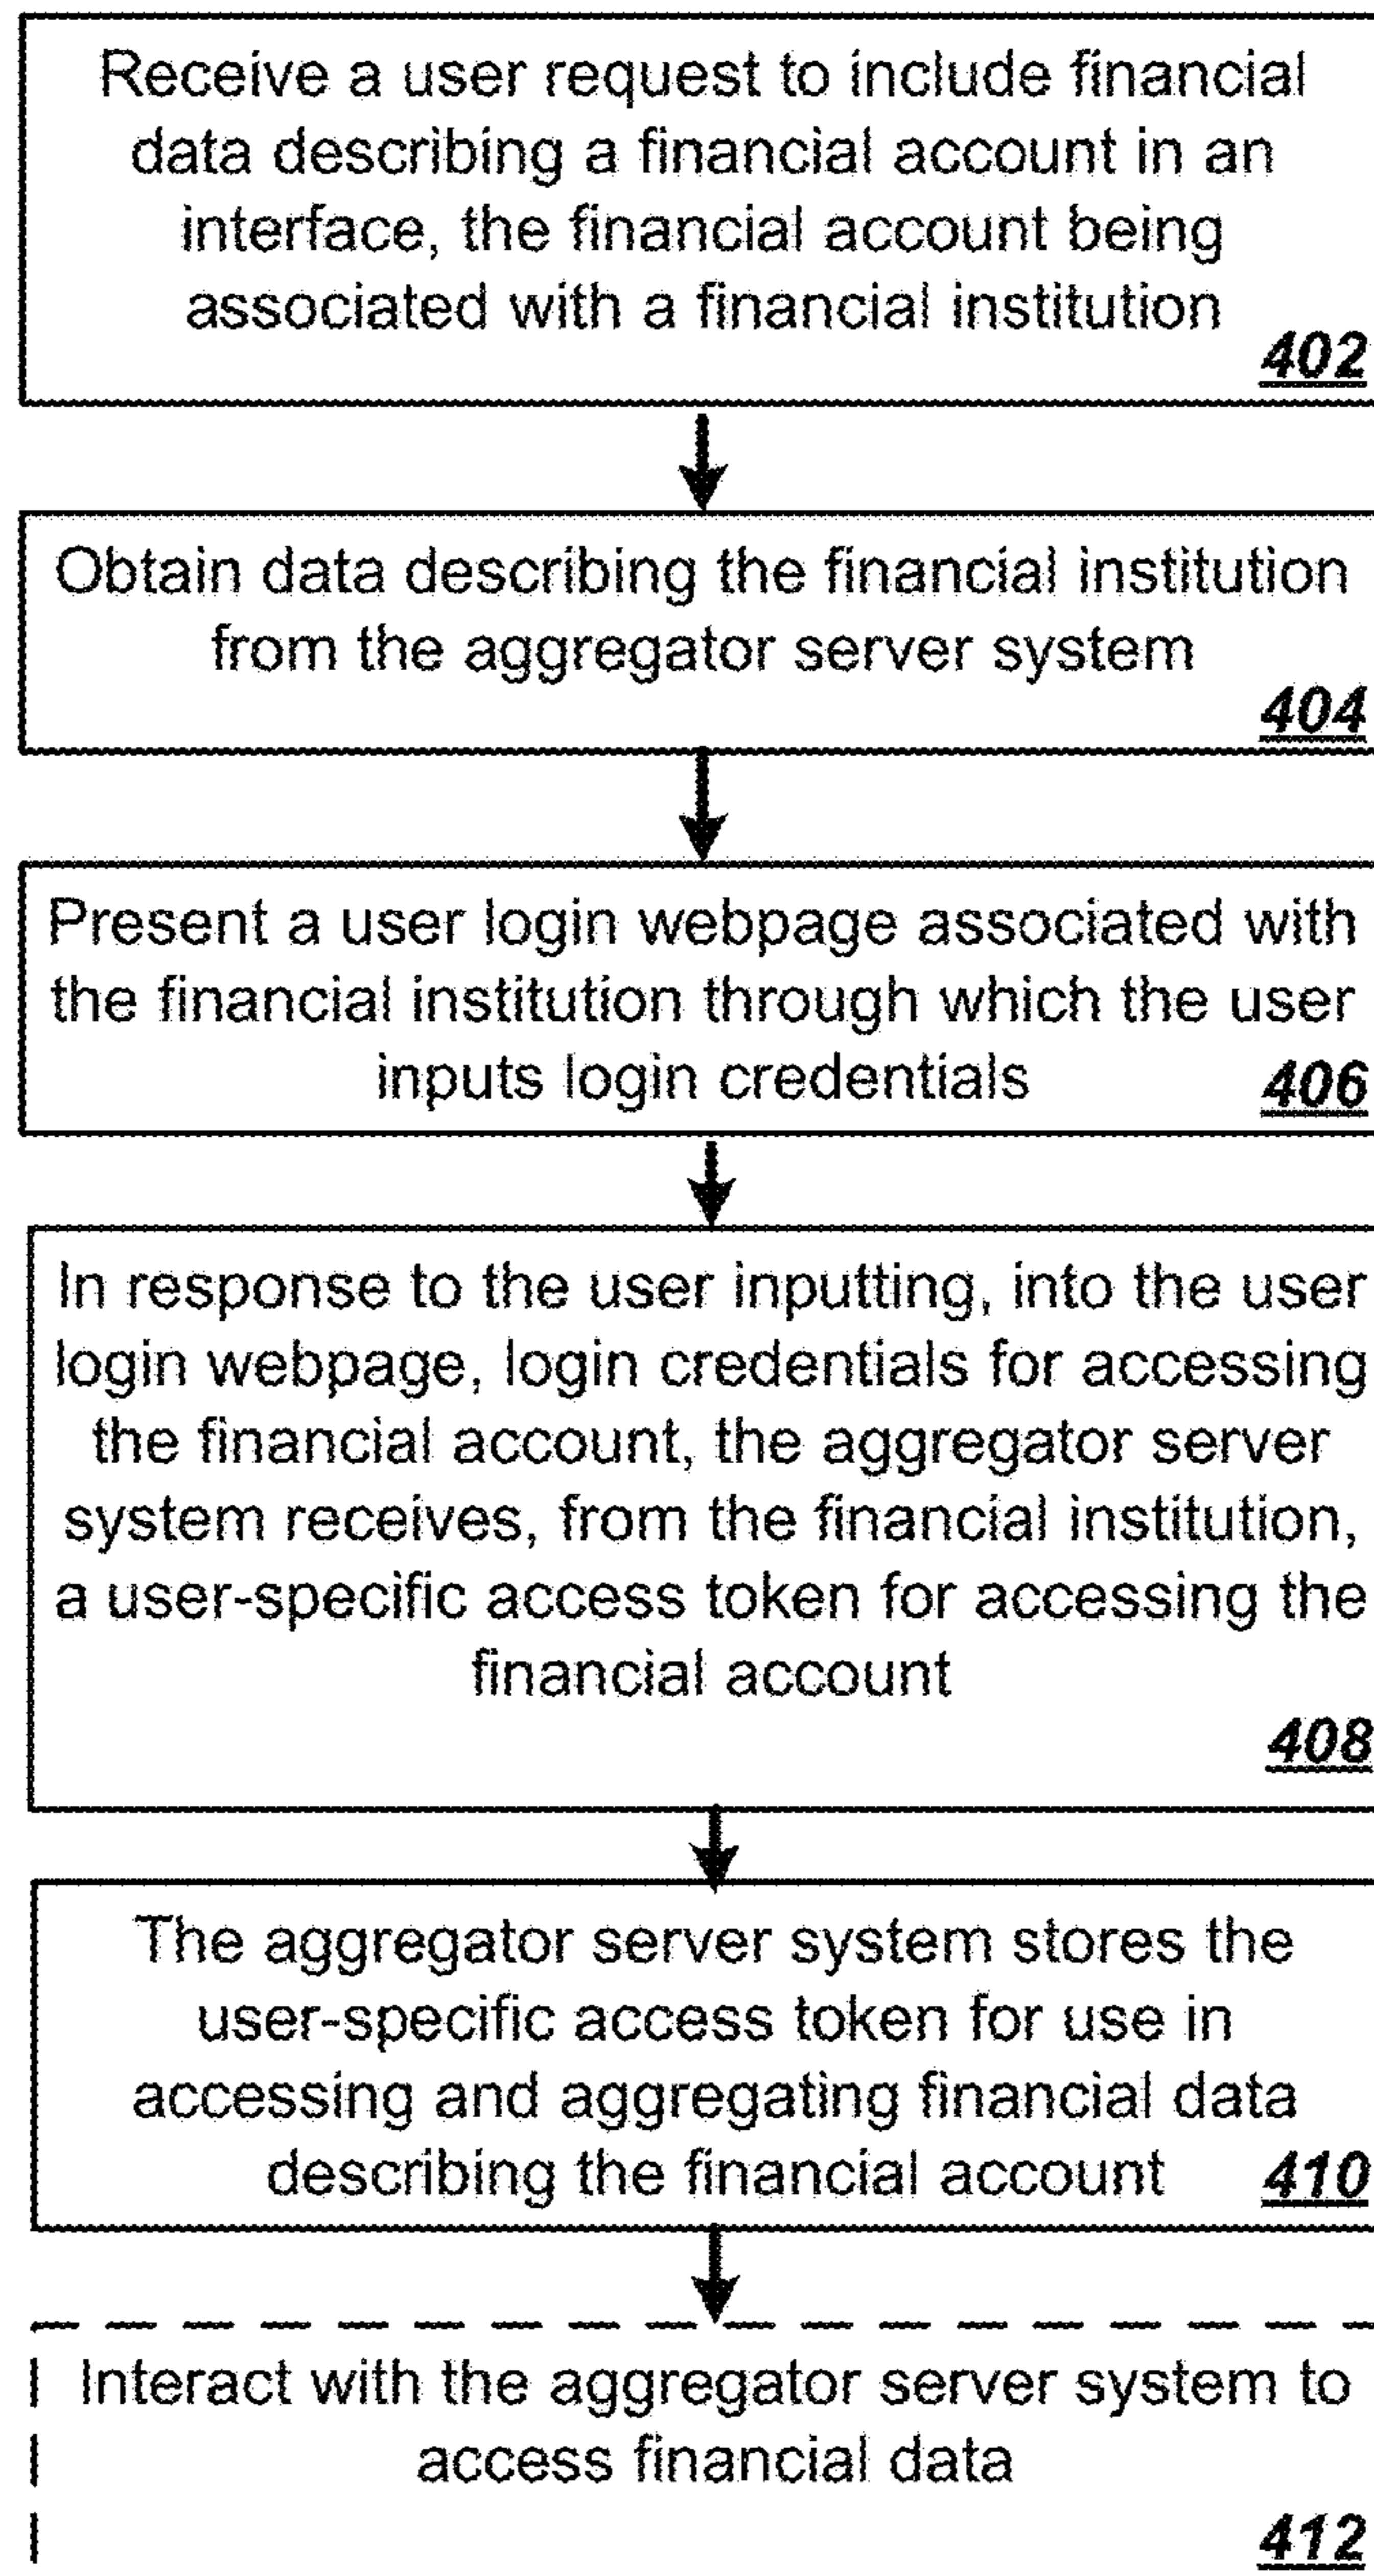 Receive a user request to include financial
data describing a financial account in an
interface, the financial account being
associated with a financial institution
402
Obtain data describing the financial institution
from the aggregator server system
404
Present a user login webpage associated with
the financial institution through which the user
inputs login credentials 406
In response to the user inputting, into the user
login webpage, login credentials for accessing
the financial account, the aggregator server
system receives, from the financial institution,
a user-specific access token for accessing the
financial account
408
The aggregator server system stores the
user-specific access token for use in
accessing and aggregating financial data
describing the financial account 410
Interact with the aggregator server system to
access financial data
412